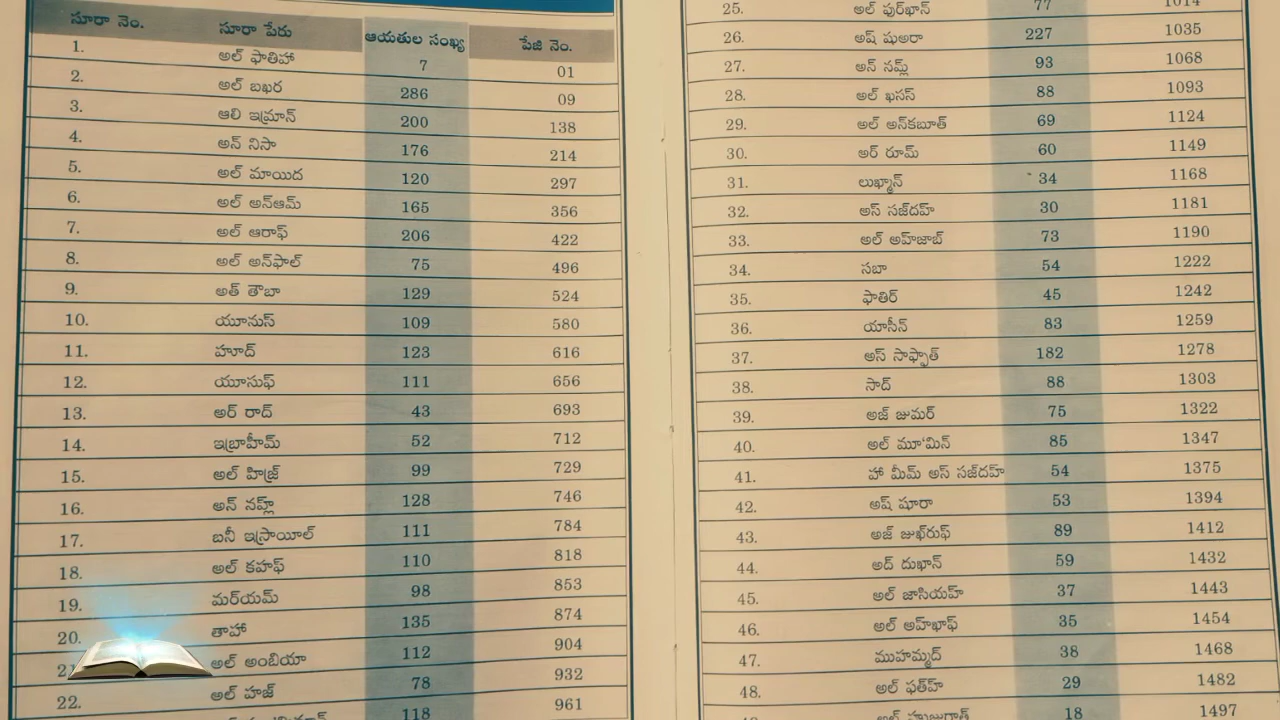 సూరా నెం. సూరా పేరు ఆయతుల సంఖ్య పేజి నెం.
1. అల్ ఫాతిహా 7 01
2. అల్ బఖర 286 09
3. ఆలి ఇమ్రాన్ 200 138
4. అన్ నిసా 176 214
5. అల్ మాయిద 120 297
6. అల్ అన్ఆమ్ 165 356
7. అల్ ఆరాఫ్ 206 422
8. అల్ అన్‌ఫాల్ 75 496
9. అత్ తౌబా 129 524
10. యూనుస్ 109 580
11. హూద్ 123 616
12. యూసుఫ్ 111 656
13. అర్ రాద్ 43 693
14. ఇబ్రాహీమ్ 52 712
15. అల్ హిజ్ర్ 99 729
16. అన్ నహ్ల్ 128 746
17. బనీ ఇస్రాయీల్ 111 784
18. అల్ కహఫ్ 110 818
19. మర్‌యమ్ 98 853
20. తాహా 135 874
21 అల్ అంబియా 112 904
22. అల్ హజ్ 78 932
118 961
25. అల్ ఫుర్‌ఖాన్ 77 1014
26. అష్ షుఅరా 227 1035
27. అన్ నమ్ల్ 93 1068
28. అల్ ఖసస్ 88 1093
29. అల్ అన్‌కబూత్ 69 1124
30. అర్ రూమ్ 60 1149
31. లుఖ్మాన్ 34 1168
32. అస్ సజ్‌దహ్ 30 1181
33. అల్ అహ్‌జాబ్ 73 1190
34. సబా 54 1222
35. ఫాతిర్ 45 1242
36. యాసీన్ 83 1259
37. అస్ సాఫ్ఫాత్ 182 1278
38. సాద్ 88 1303
39. అజ్ జుమర్ 75 1322
40. అల్ మూ'మిన్ 85 1347
41. హా మీమ్ అస్ సజ్‌దహ్ 54 1375
42. అష్ షూరా 53 1394
43. అజ్ జుఖ్‌రుఫ్ 89 1412
44. అద్ దుఖాన్ 59 1432
45. అల్ జాసియహ్ 37 1443
46. అల్ అహ్‌ఖాఫ్ 35 1454
47. ముహమ్మద్ 38 1468
48. అల్ ఫత్‌హ్ 29 1482
అల్ హుజురాత్ 18 1497